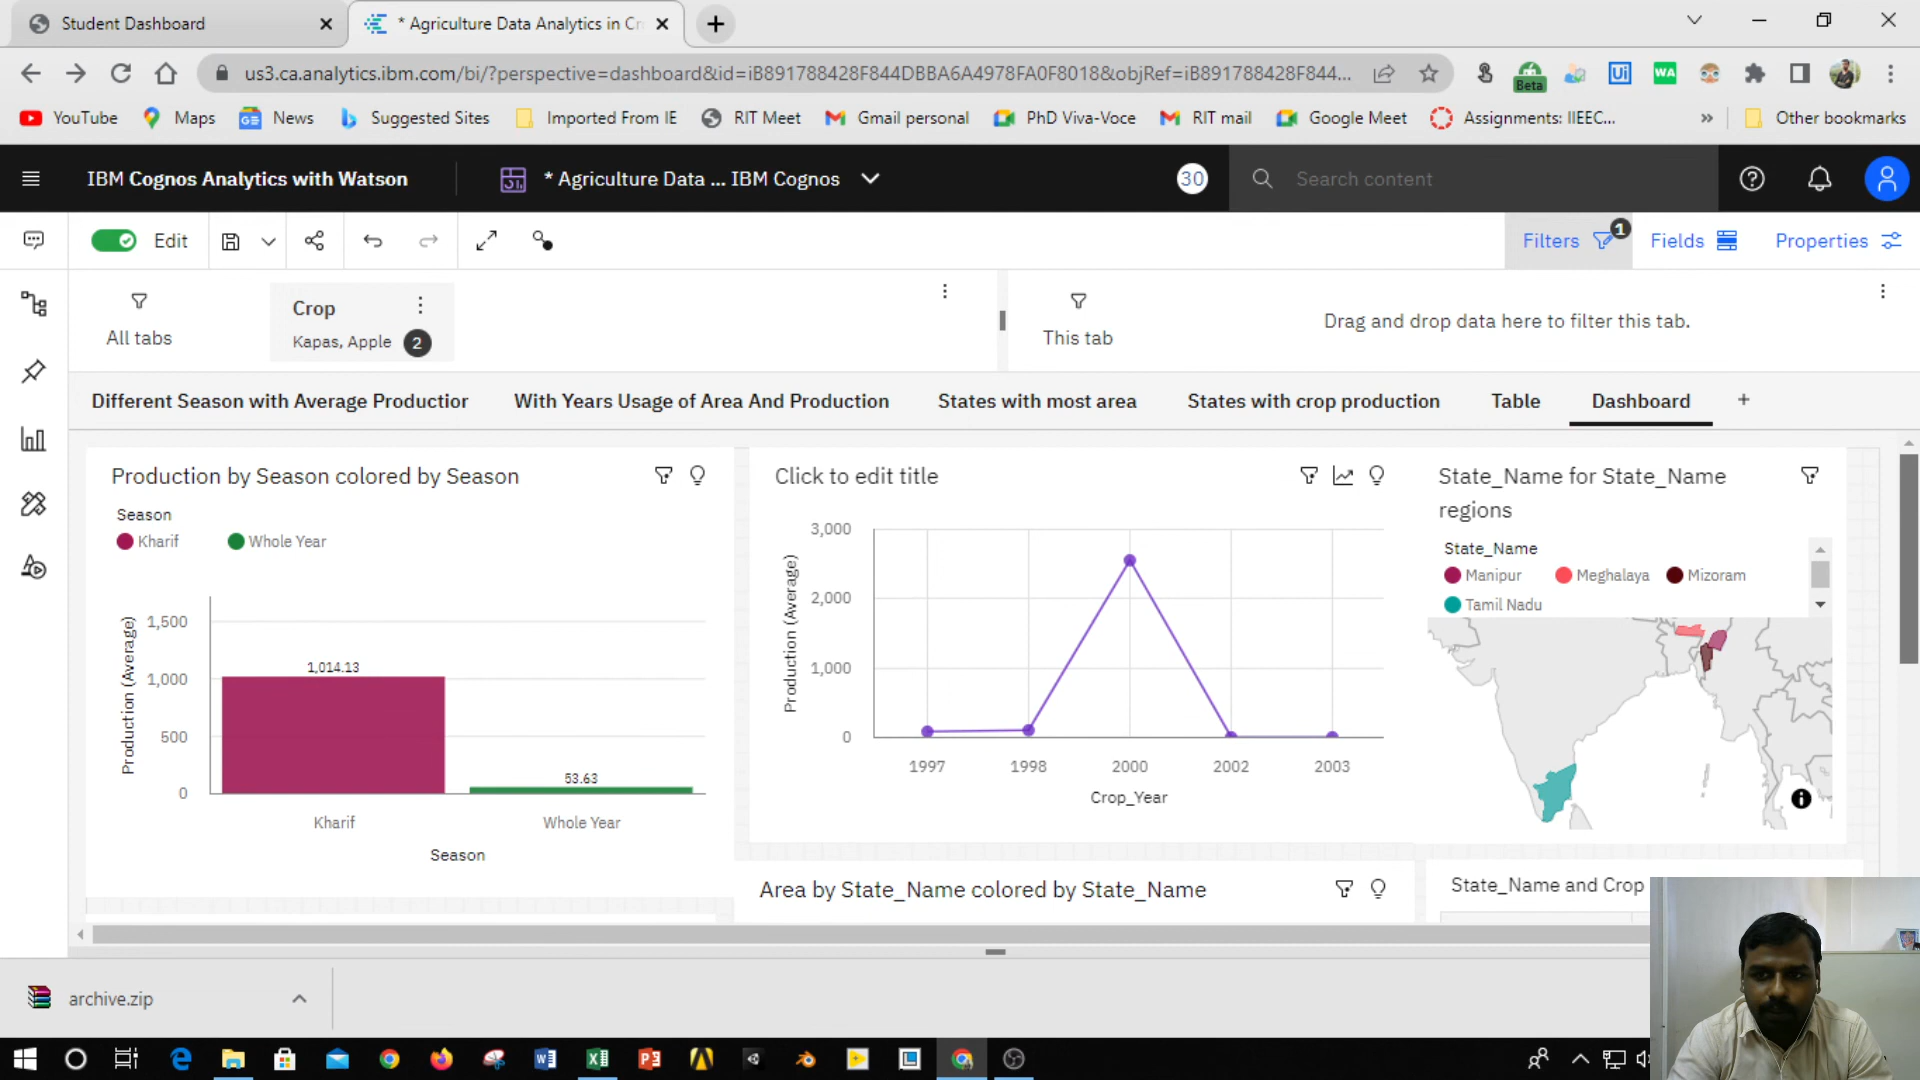 Student Dashboard
* Agriculture Data Analytics in Cr
us3.ca.analytics.ibm.com/bi/?perspective=dashboard&id=iB891788428F844DBBA6A4978FA0F8018&objRef=iB891788428F844...
Beta
Ui
WA
YouTube
Maps
News
Suggested Sites
Imported From IE
RIT Meet
Gmail personal
PhD Viva-Voce
RIT mail
Google Meet
Assignments: IIEEC...
»
Other bookmarks
IBM Cognos Analytics with Watson
* Agriculture Data ... IBM Cognos
30
Search content
Edit
Filters
1
Fields
Properties
All tabs
Crop
Kapas, Apple
2
This tab
Drag and drop data here to filter this tab.
Different Season with Average Productior
With Years Usage of Area And Production
States with most area
States with crop production
Table
Dashboard
+
Production by Season colored by Season
Season
Kharif
Whole Year
Production (Average)
1,500
1,000
500
0
1,014.13
53.63
Kharif
Whole Year
Season
Click to edit title
Production (Average)
3,000
2,000
1,000
0
1997
1998
2000
2002
2003
Crop_Year
State_Name for State_Name
regions
State_Name
Manipur
Meghalaya
Mizoram
Tamil Nadu
Area by State_Name colored by State_Name
State_Name and Crop
archive.zip